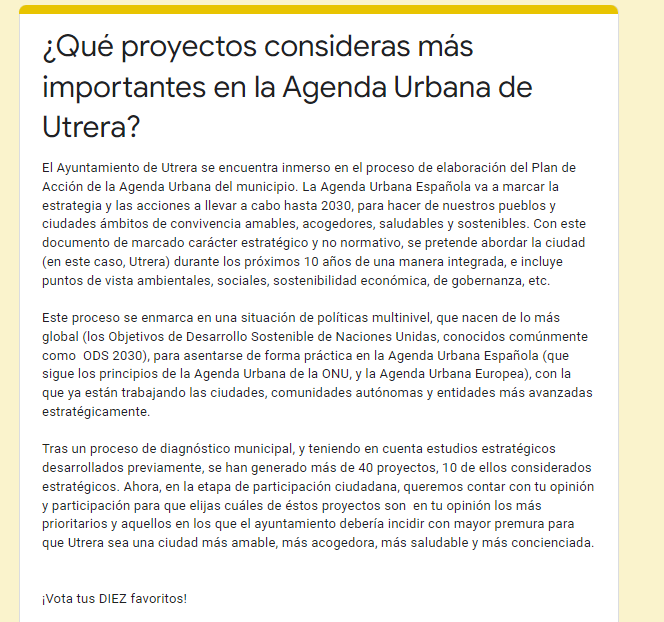 ¿Qué proyectos consideras más
importantes en la Agenda Urbana de
Utrera?
El Ayuntamiento de Utrera se encuentra inmerso en el proceso de elaboración del Plan de
Acción de la Agenda Urbana del municipio. La Agenda Urbana Española va a marcar la
estrategia y las acciones a llevar a cabo hasta 2030, para hacer de nuestros pueblos y
ciudades ámbitos de convivencia amables, acogedores, saludables y sostenibles. Con este
documento de marcado carácter estratégico y no normativo, se pretende abordar la ciudad
(en este caso, Utrera) durante los próximos 10 años de una manera integrada, e incluye
puntos de vista ambientales, sociales, sostenibilidad económica, de gobernanza, etc.
Este proceso se enmarca en una situación de políticas multinivel, que nacen de lo más
global (los Objetivos de Desarrollo Sostenible de Naciones Unidas, conocidos comúnmente
como  ODS 2030), para asentarse de forma práctica en la Agenda Urbana Española (que
sigue los principios de la Agenda Urbana de la ONU, y la Agenda Urbana Europea), con la
que ya están trabajando las ciudades, comunidades autónomas y entidades más avanzadas
estratégicamente.
Tras un proceso de diagnóstico municipal, y teniendo en cuenta estudios estratégicos
desarrollados previamente, se han generado más de 40 proyectos, 10 de ellos considerados
estratégicos. Ahora, en la etapa de participación ciudadana, queremos contar con tu opinión
y participación para que elijas cuáles de éstos proyectos son  en tu opinión los más
prioritarios y aquellos en los que el ayuntamiento debería incidir con mayor premura para
que Utrera sea una ciudad más amable, más acogedora, más saludable y más concienciada.
¡Vota tus DIEZ favoritos!